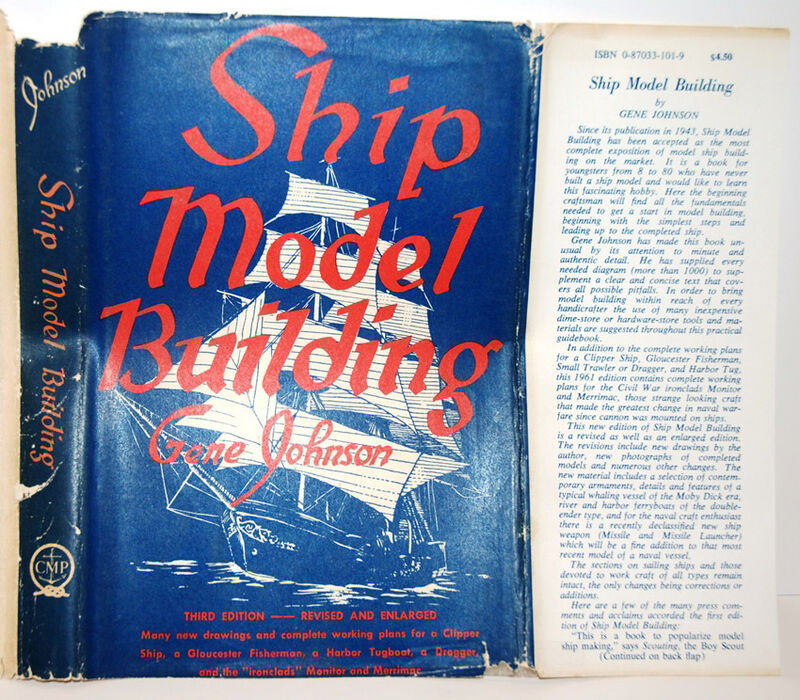 Johnson
Ship Model Building
CMP
Ship
Model
Building
Gene Johnson
THIRD EDITION — REVISED AND ENLARGED
Many new drawings and complete working plans for a Clipper
Ship, a Gloucester Fisherman, a Harbor Tugboat, a Dragger,
and the "ironclads" Monitor and Merrimac
ISBN 0-87033-101-9 $4.50
Ship Model Building
by
GENE JOHNSON
Since its publication in 1943, Ship Model
Building has been accepted as the most
complete exposition of model ship build-
ing on the market. It is a book for
youngsters from 8 to 80 who have never
built a ship model and would like to learn
this fascinating hobby. Here the beginning
craftsman will find all the fundamentals
needed to get a start in model building,
beginning with the simplest steps and
leading up to the completed ship.
Gene Johnson has made this book un-
usual by its attention to minute and
authentic detail. He has supplied every
needed diagram (more than 1000) to sup-
plement a clear and concise text that cov-
ers all possible pitfalls. In order to bring
model building within reach of every
handicrafter the use of many inexpensive
dime-store or hardware-store tools and ma-
terials are suggested throughout this practical
guidebook.
In addition to the complete working plans
for a Clipper Ship, Gloucester Fisherman,
Small Trawler or Dragger, and Harbor Tug,
this 1961 edition contains complete working
plans for the Civil War ironclads Monitor
and Merrimac, those strange looking craft
that made the greatest change in naval war-
fare since cannon was mounted on ships.
This new edition of Ship Model Building
is a revised as well as an enlarged edition.
The revisions include new drawings by the
author, new photographs of completed
models and numerous other changes. The
new material includes a selection of contem-
porary armaments, details and features of a
typical whaling vessel of the Moby Dick era,
river and harbor ferryboats of the double-
ender type, and for the naval craft enthusiast
there is a recently declassified new ship
weapon (Missile and Missile Launcher)
which will be a fine addition to that most
recent model of a naval vessel.
The sections on sailing ships and those
devoted to work craft of all types remain
intact, the only changes being corrections or
additions.
Here are a few of the many press com-
ments and acclaims accorded the first edi-
tion of Ship Model Building:
"This is a book to popularize model
ship making," says Scouting, the Boy Scout
(Continued on back flap)